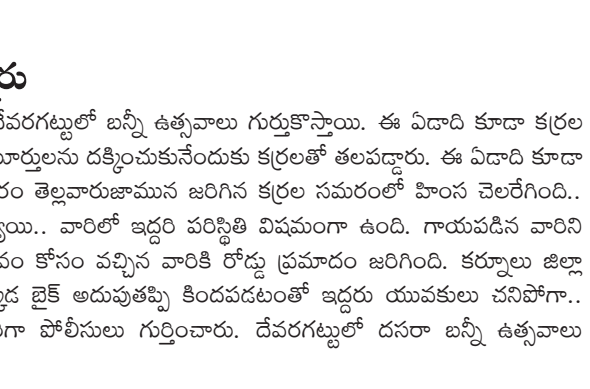 రు
దేవరగట్టులో బన్నీ ఉత్సవాలు గుర్తుకొస్తాయి. ఈ ఏడాది కూడా కర్రల
దక్కించుకునేందుకు కర్రలతో తలపడ్డారు. ఈ ఏడాది కూడా
తెల్లవారుజామున జరిగిన కర్రల సమరంలో హింస చెలరేగింది..
వారిలో ఇద్దరి పరిస్థితి విషమంగా ఉంది. గాయపడిన వారిని
కోసం వచ్చిన వారికి రోడ్డు ప్రమాదం జరిగింది. కర్నూలు జిల్లా
బైక్ అదుపుతప్పి కిందపడటంతో ఇద్దరు యువకులు చనిపోగా..
పోలీసులు గుర్తించారు. దేవరగట్టులో దసరా బన్నీ ఉత్సవాలు